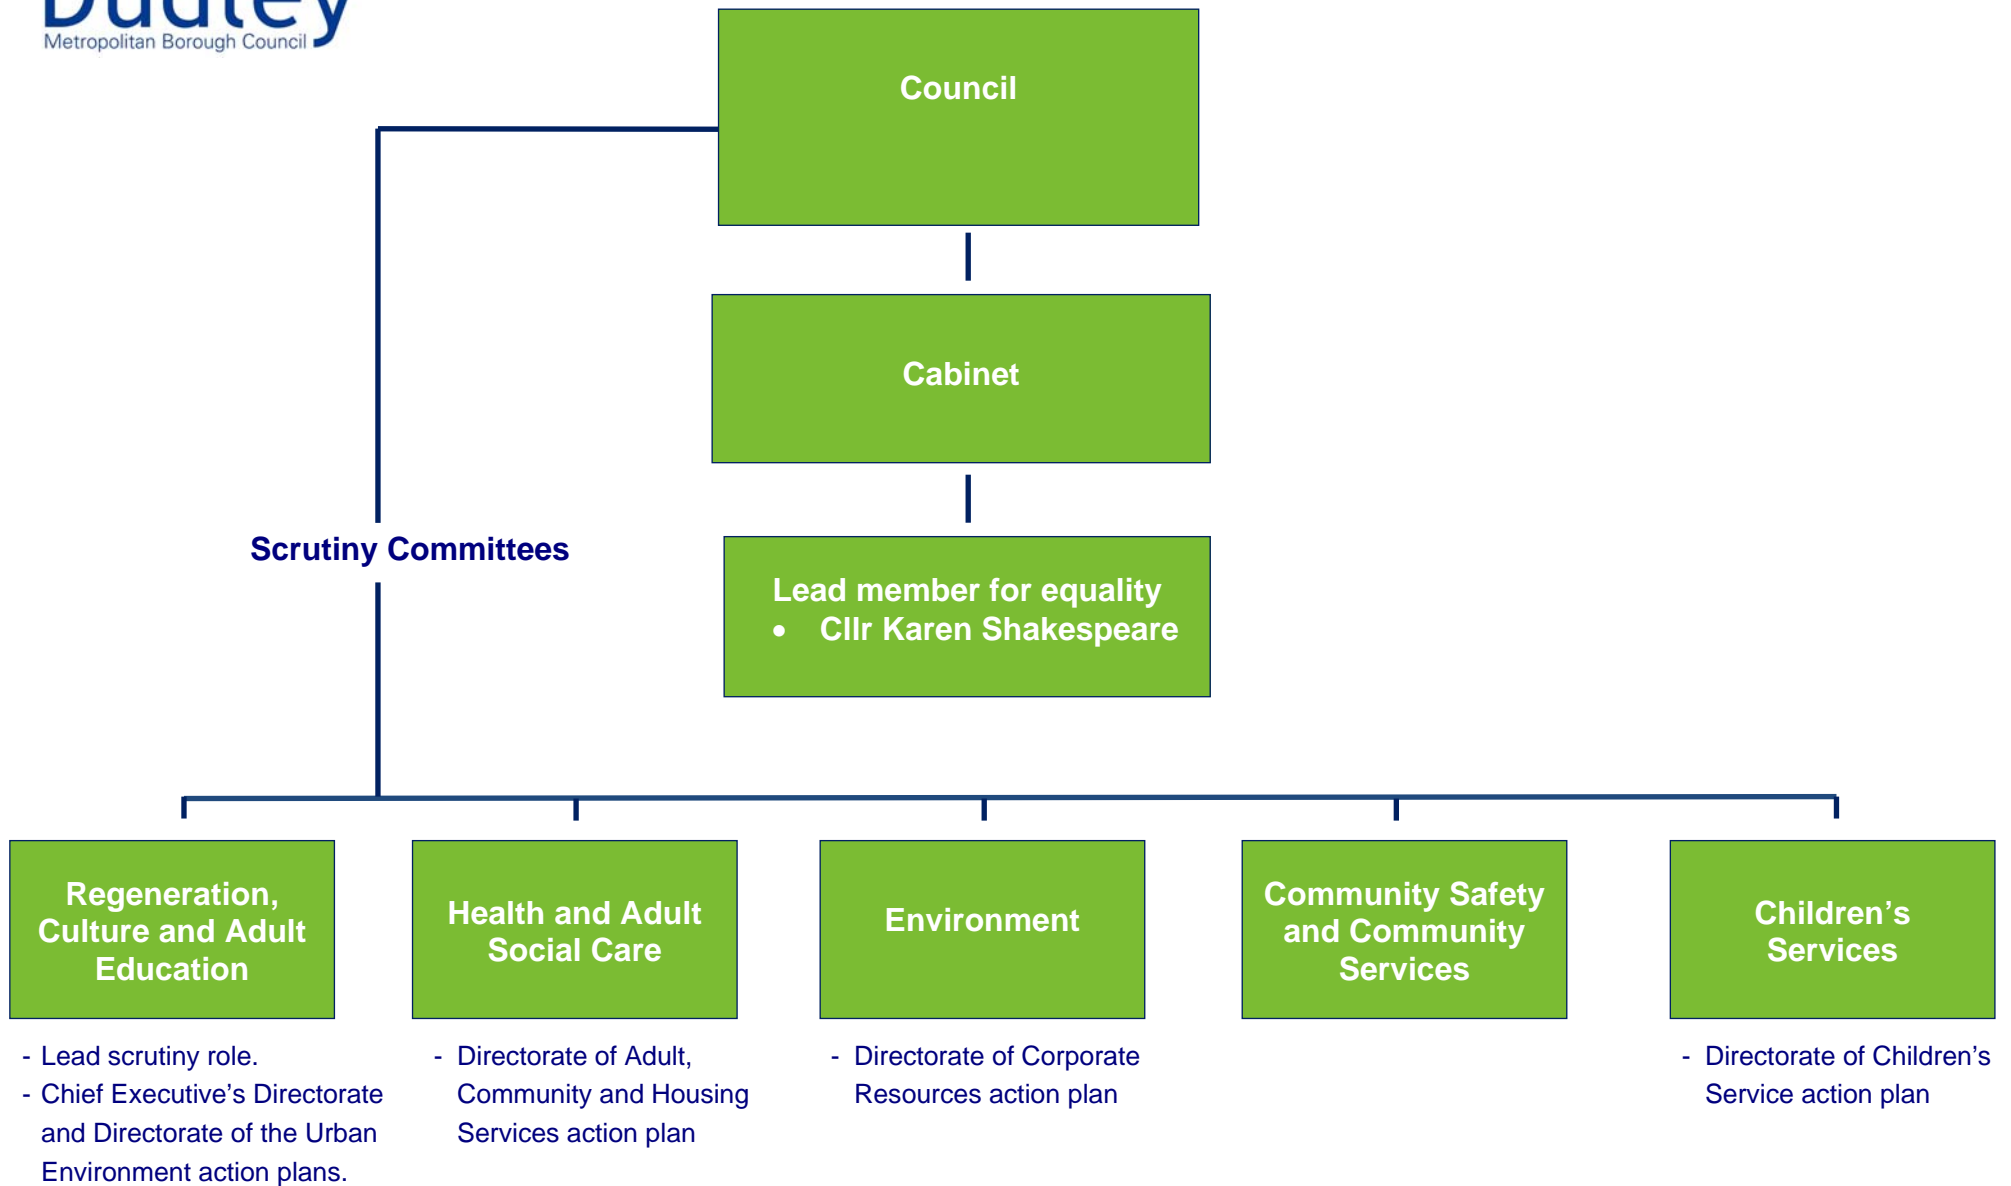 Dudley
Metropolitan Borough Council
Council
Cabinet
Scrutiny Committees
Lead member for equality
• Cllr Karen Shakespeare
Regeneration,
Culture and Adult
Education
Health and Adult
Social Care
Environment
Community Safety
and Community
Services
Children’s
Services
- Lead scrutiny role.
- Chief Executive’s Directorate
and Directorate of the Urban
Environment action plans.
- Directorate of Adult,
Community and Housing
Services action plan
- Directorate of Corporate
Resources action plan
- Directorate of Children’s
Service action plan